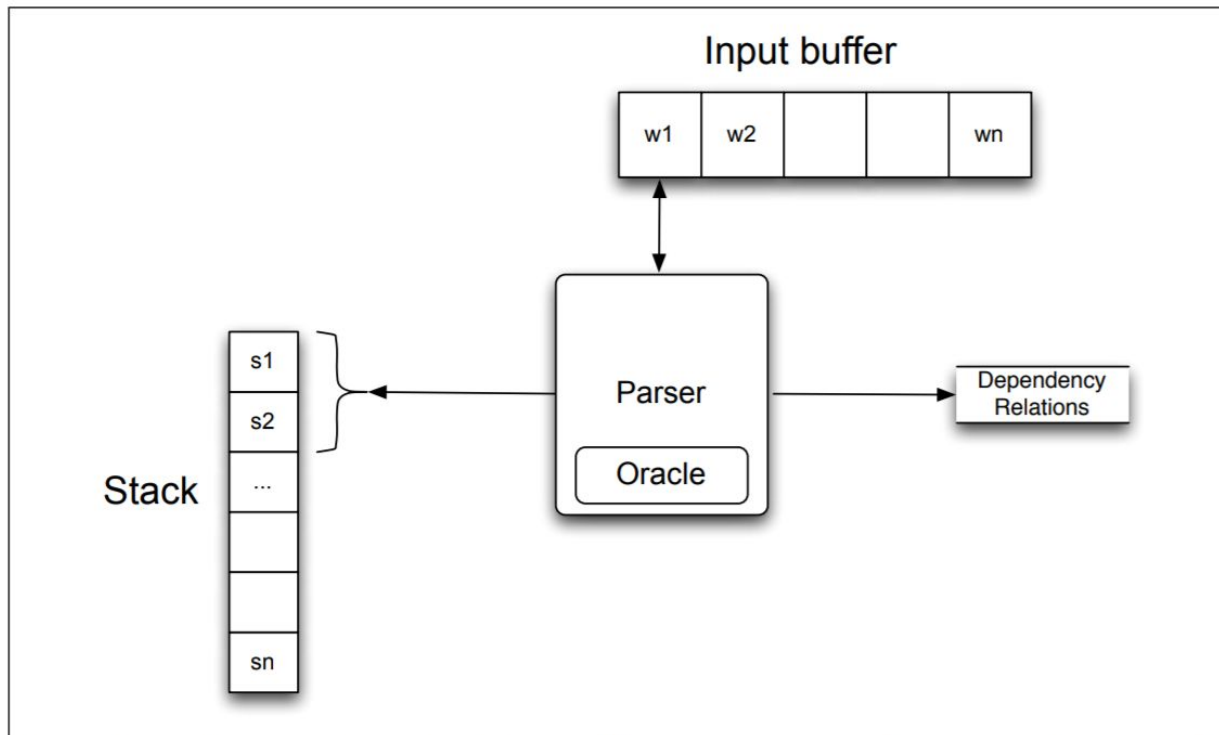 Input buffer
w1 w2 wn
s1
s2
...
sn
Stack
Parser
Oracle
Dependency
Relations